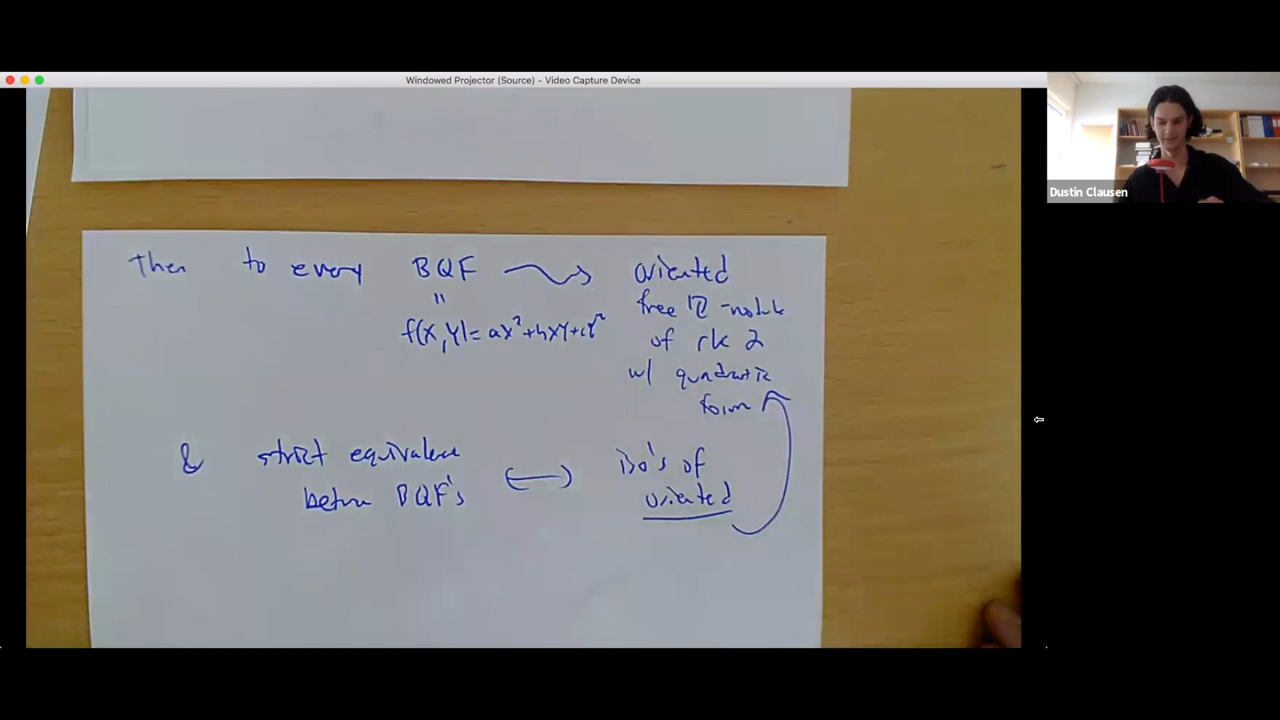 Windowed Projector (Source) - Video Capture Device
Dustin Clausen
Then to every BQF ⟿ oriented
" free ℤ-module
f(X,Y)= aX²+bXY+cY² of rk 2
w/ quadratic
form
& strict equivalence iso's of
between BQF's ⟷ oriented